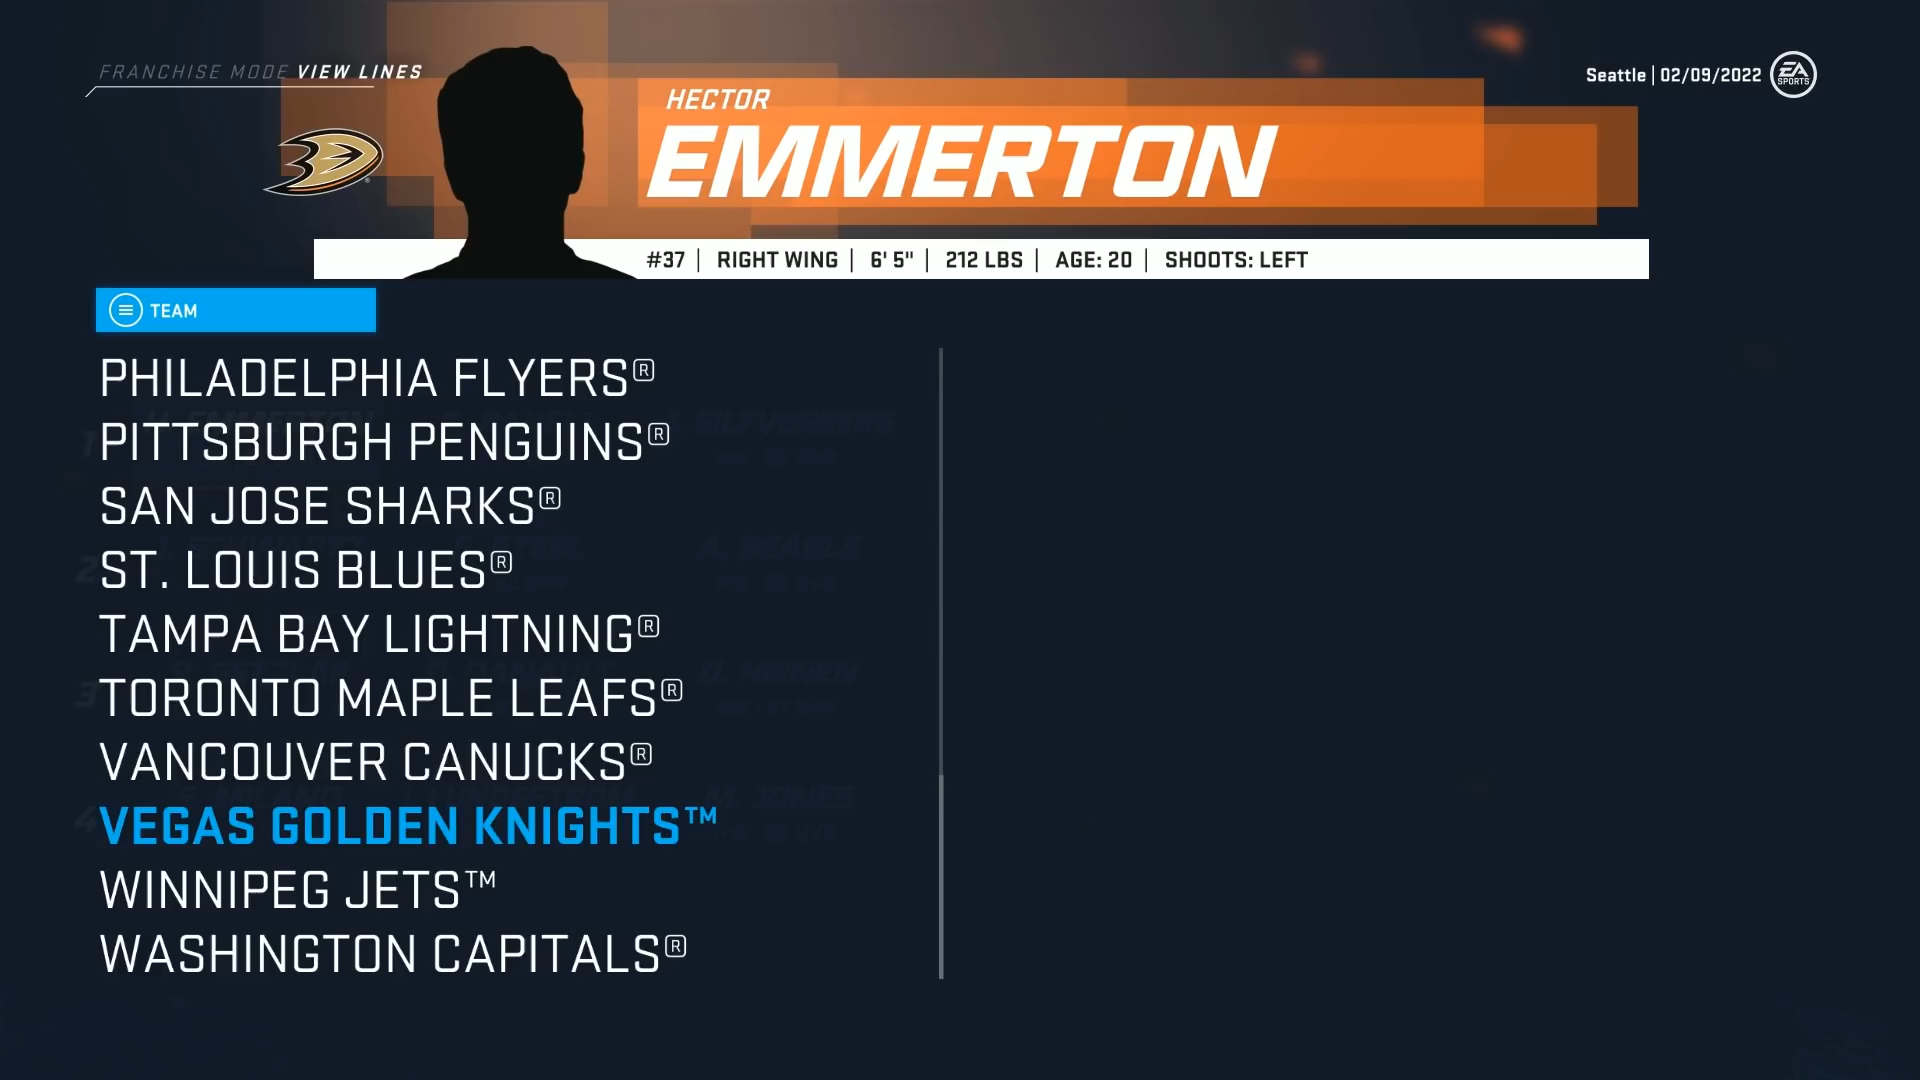 FRANCHISE MODE VIEW LINES
Seattle | 02/09/2022
EA SPORTS
HECTOR
EMMERTON
#37 | RIGHT WING | 6' 5" | 212 LBS | AGE: 20 | SHOOTS: LEFT
TEAM
PHILADELPHIA FLYERS®
PITTSBURGH PENGUINS®
SAN JOSE SHARKS®
ST. LOUIS BLUES®
TAMPA BAY LIGHTNING®
TORONTO MAPLE LEAFS®
VANCOUVER CANUCKS®
VEGAS GOLDEN KNIGHTS™
WINNIPEG JETS™
WASHINGTON CAPITALS®